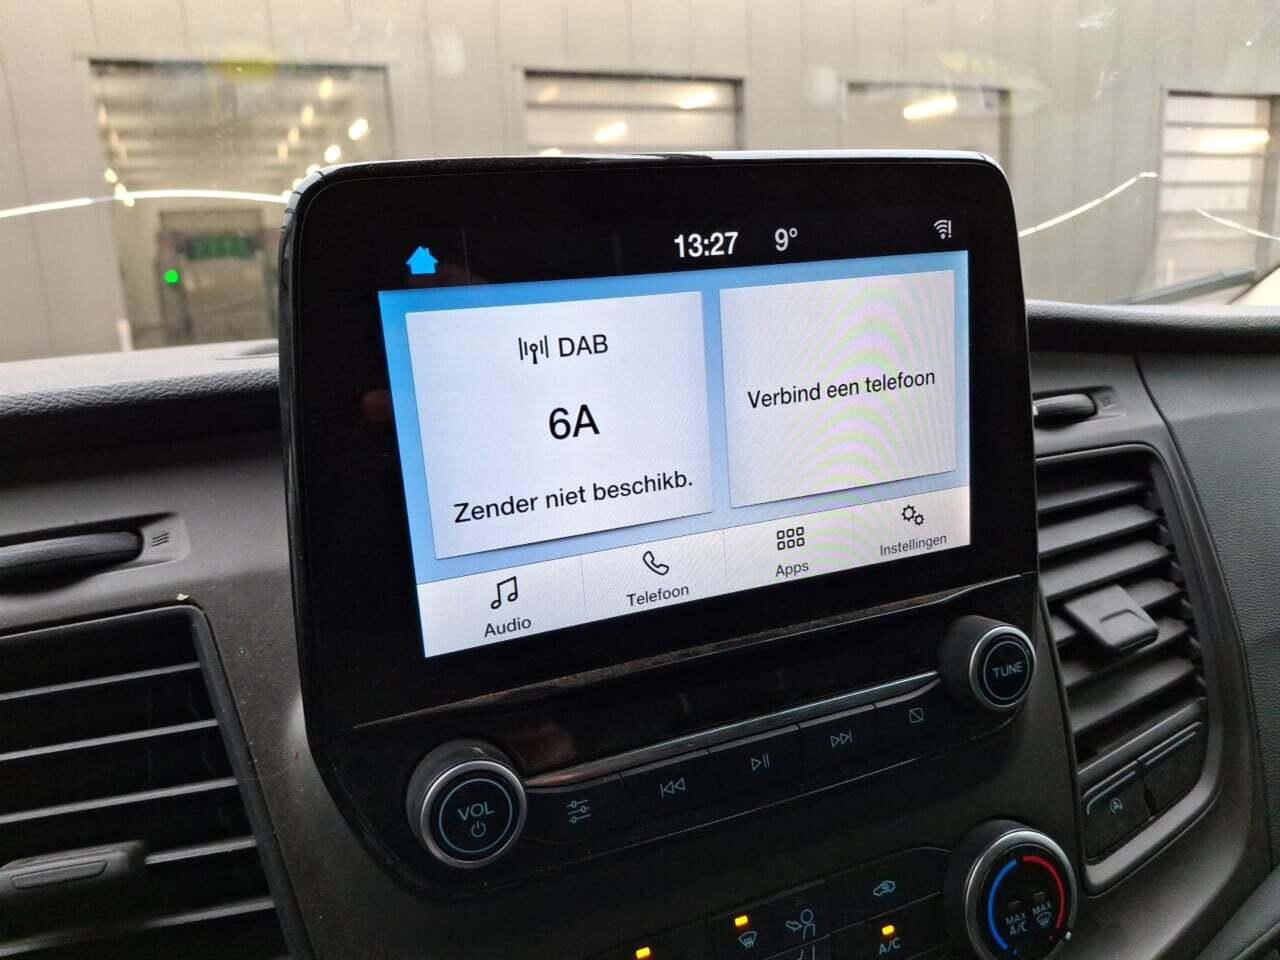 13:27 9°
DAB
6A
Zender niet beschikb.
Verbind een telefoon
Audio
Telefoon
Apps
Instellingen
TUNE
VOL
A/C
MAX A/C
MAX